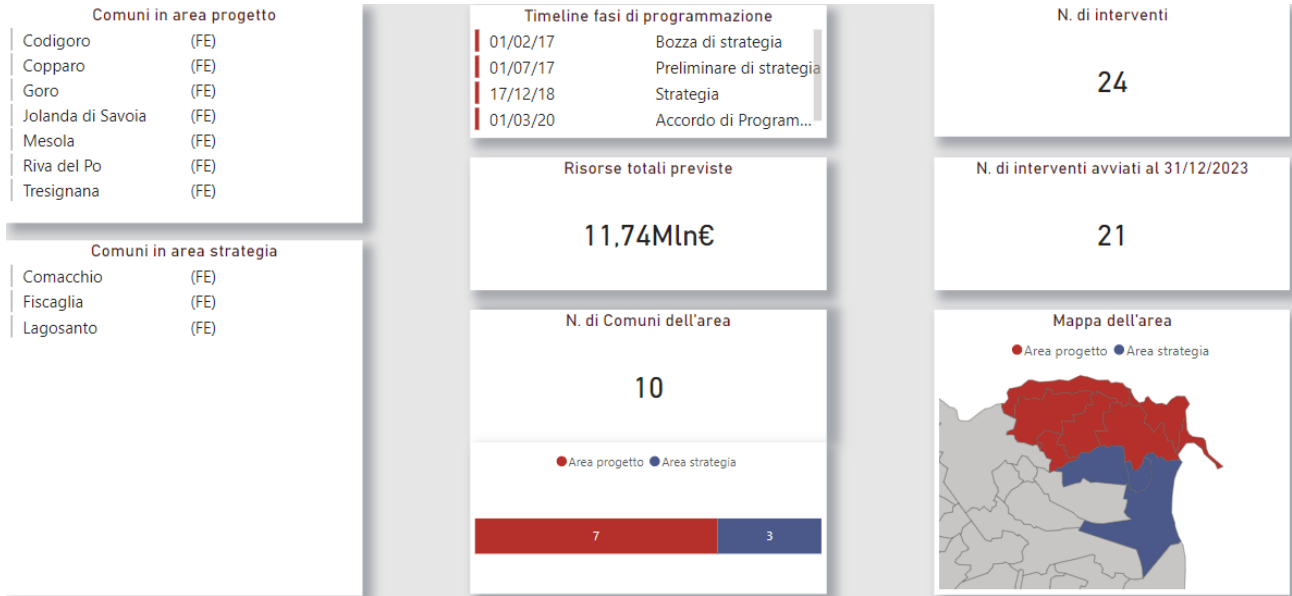 Comuni in area progetto
Codigoro (FE)
Copparo (FE)
Goro (FE)
Jolanda di Savoia (FE)
Mesola (FE)
Riva del Po (FE)
Tresignana (FE)
Comuni in area strategia
Comacchio (FE)
Fiscaglia (FE)
Lagosanto (FE)
Timeline fasi di programmazione
01/02/17 Bozza di strategia
01/07/17 Preliminare di strategia
17/12/18 Strategia
01/03/20 Accordo di Program...
Risorse totali previste
11,74Mln€
N. di Comuni dell'area
10
Area progetto Area strategia
7 3
N. di interventi
24
N. di interventi avviati al 31/12/2023
21
Mappa dell'area
Area progetto Area strategia